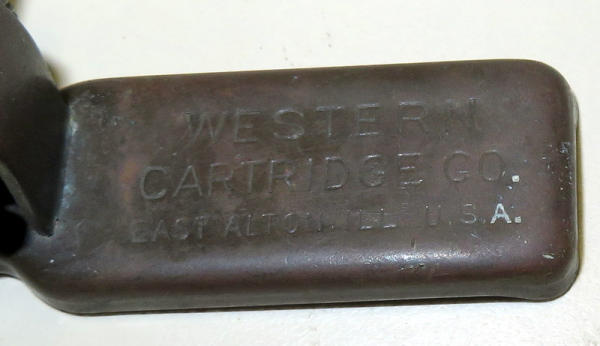 WESTERN
CARTRIDGE CO.
EAST ALTON, ILL. U.S.A.